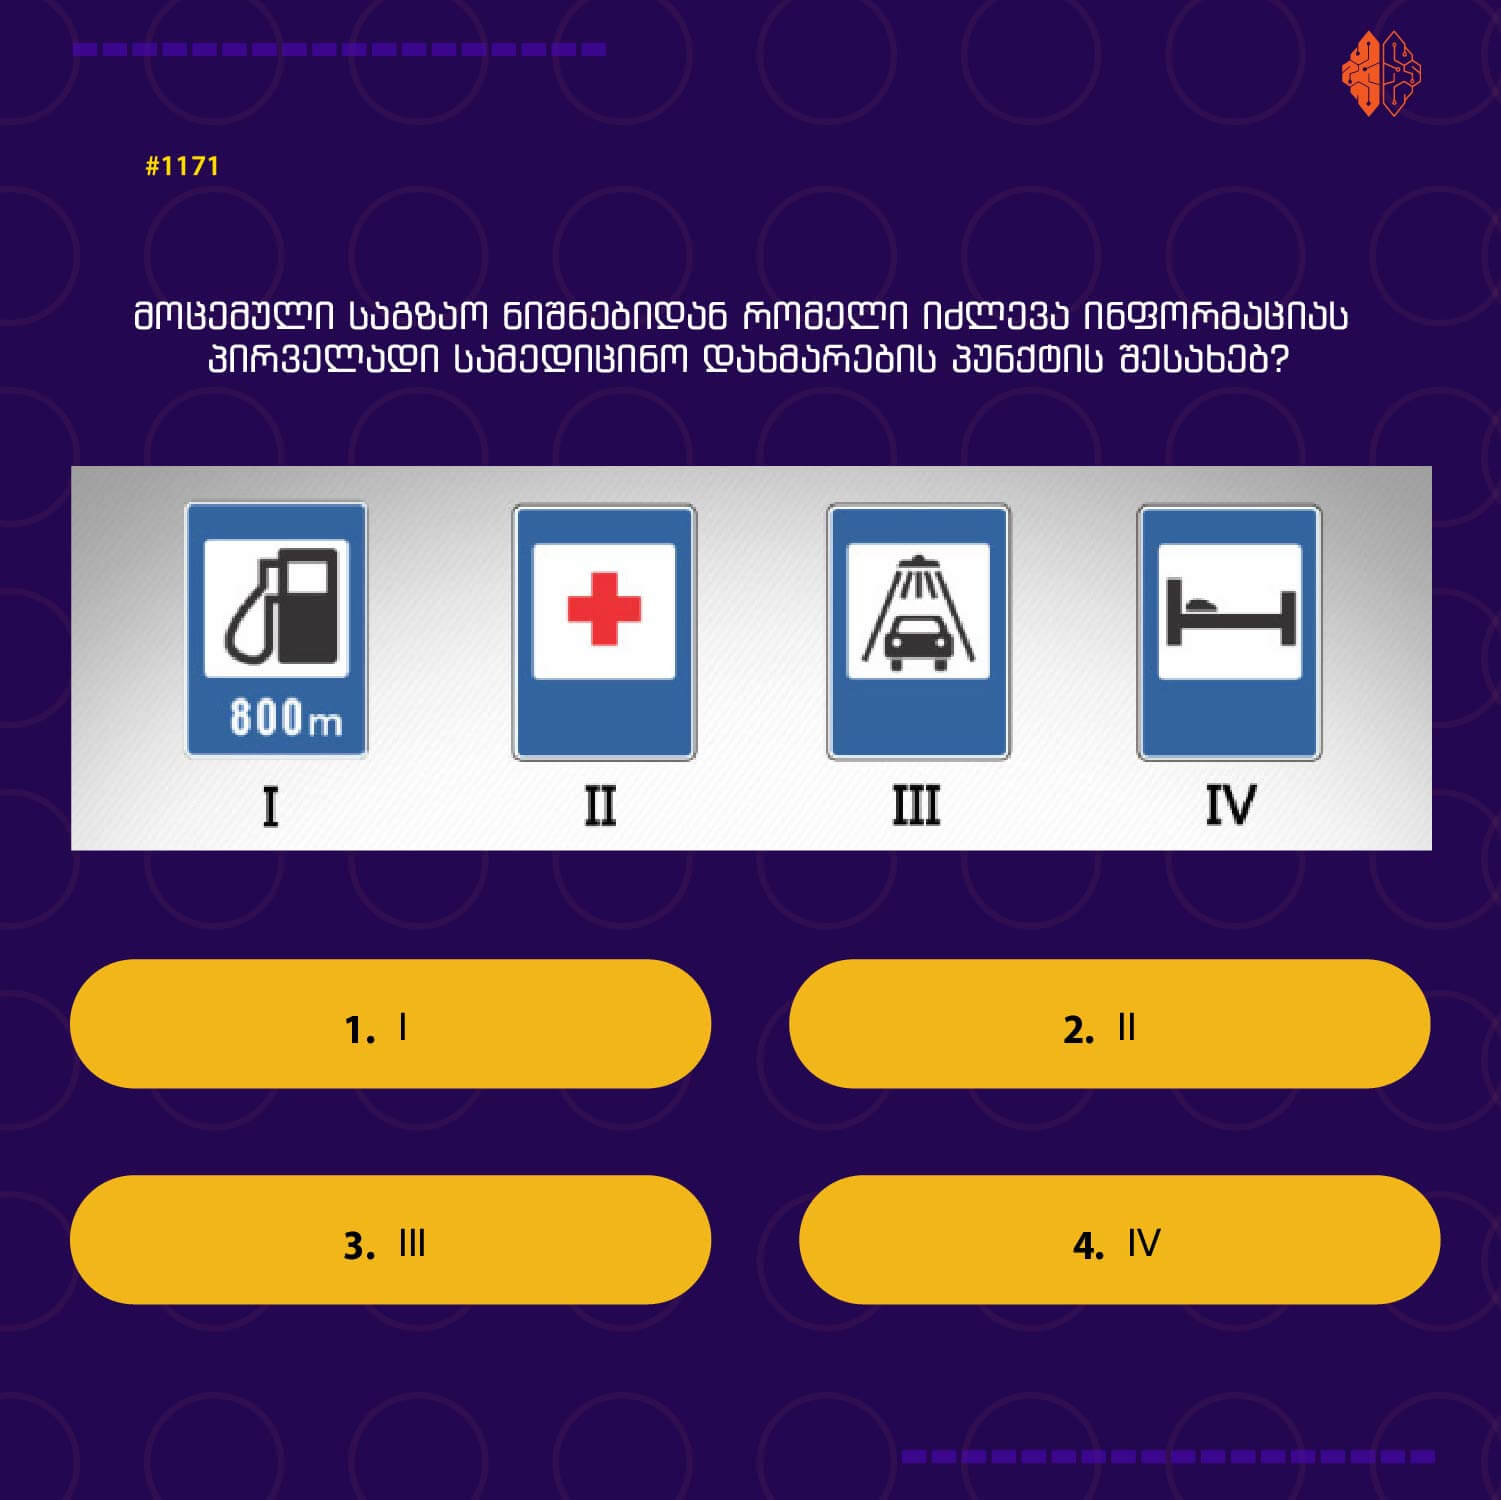 #1171
მოცემული საგზაო ნიშნებიდან რომელი იძლევა ინფორმაციას
პირველადი სამედიცინო დახმარების პუნქტის შესახებ?
800m
I II III IV
1. I
2. II
3. III
4. IV